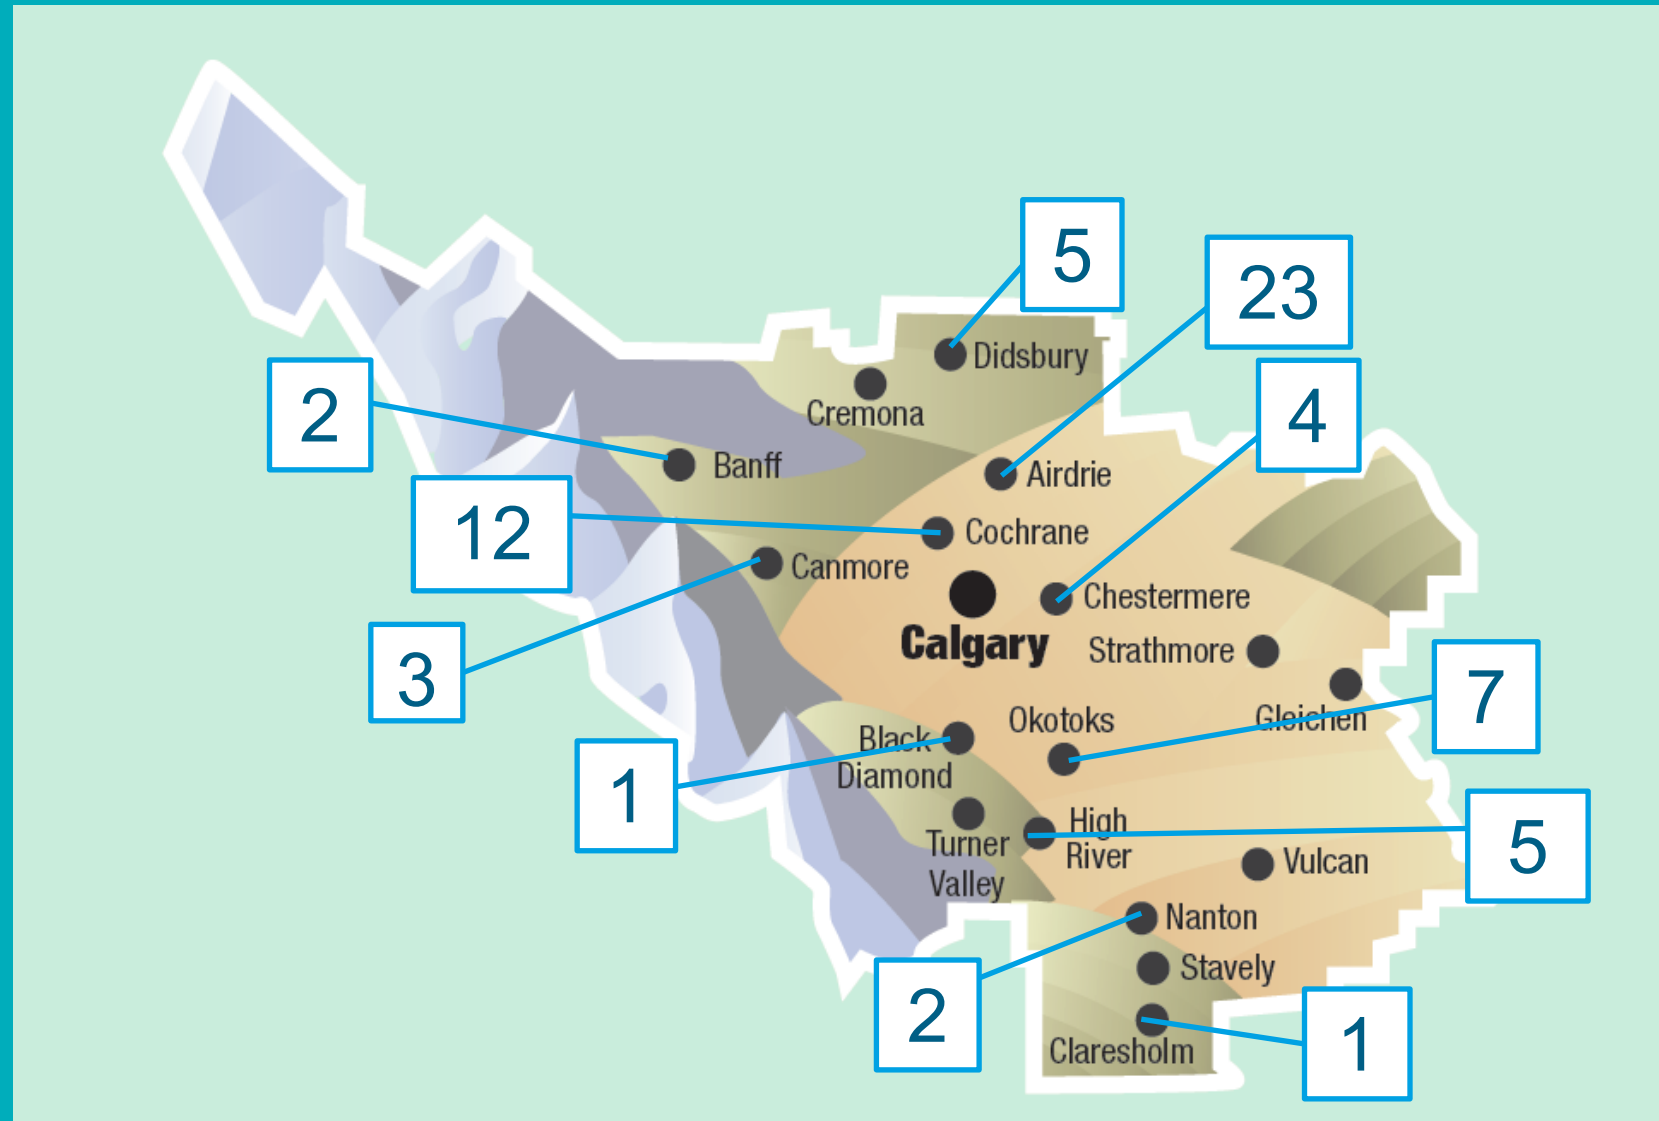 5
23
Didsbury
2
4
Cremona
Banff
Airdrie
12
Cochrane
Canmore
Chestermere
Calgary
Strathmore
3
7
Okotoks
Gleichen
Black
Diamond
1
High
River
Turner
Valley
5
Vulcan
Nanton
Stavely
2
1
Claresholm